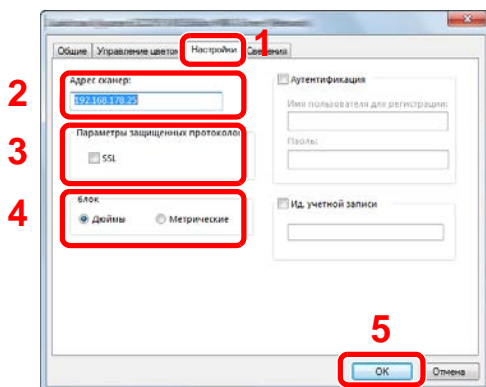 Общие Управление цветом Настройки Сведения
1
2
Адрес сканер:
192.168.178.25
3
Параметры защищенных протоколо
SSL
4
блок
Дюймы Метрические
Аутентификация
Имя пользователя для регистрации:
Пароль:
Ид. учетной записи
5
OK Отмена